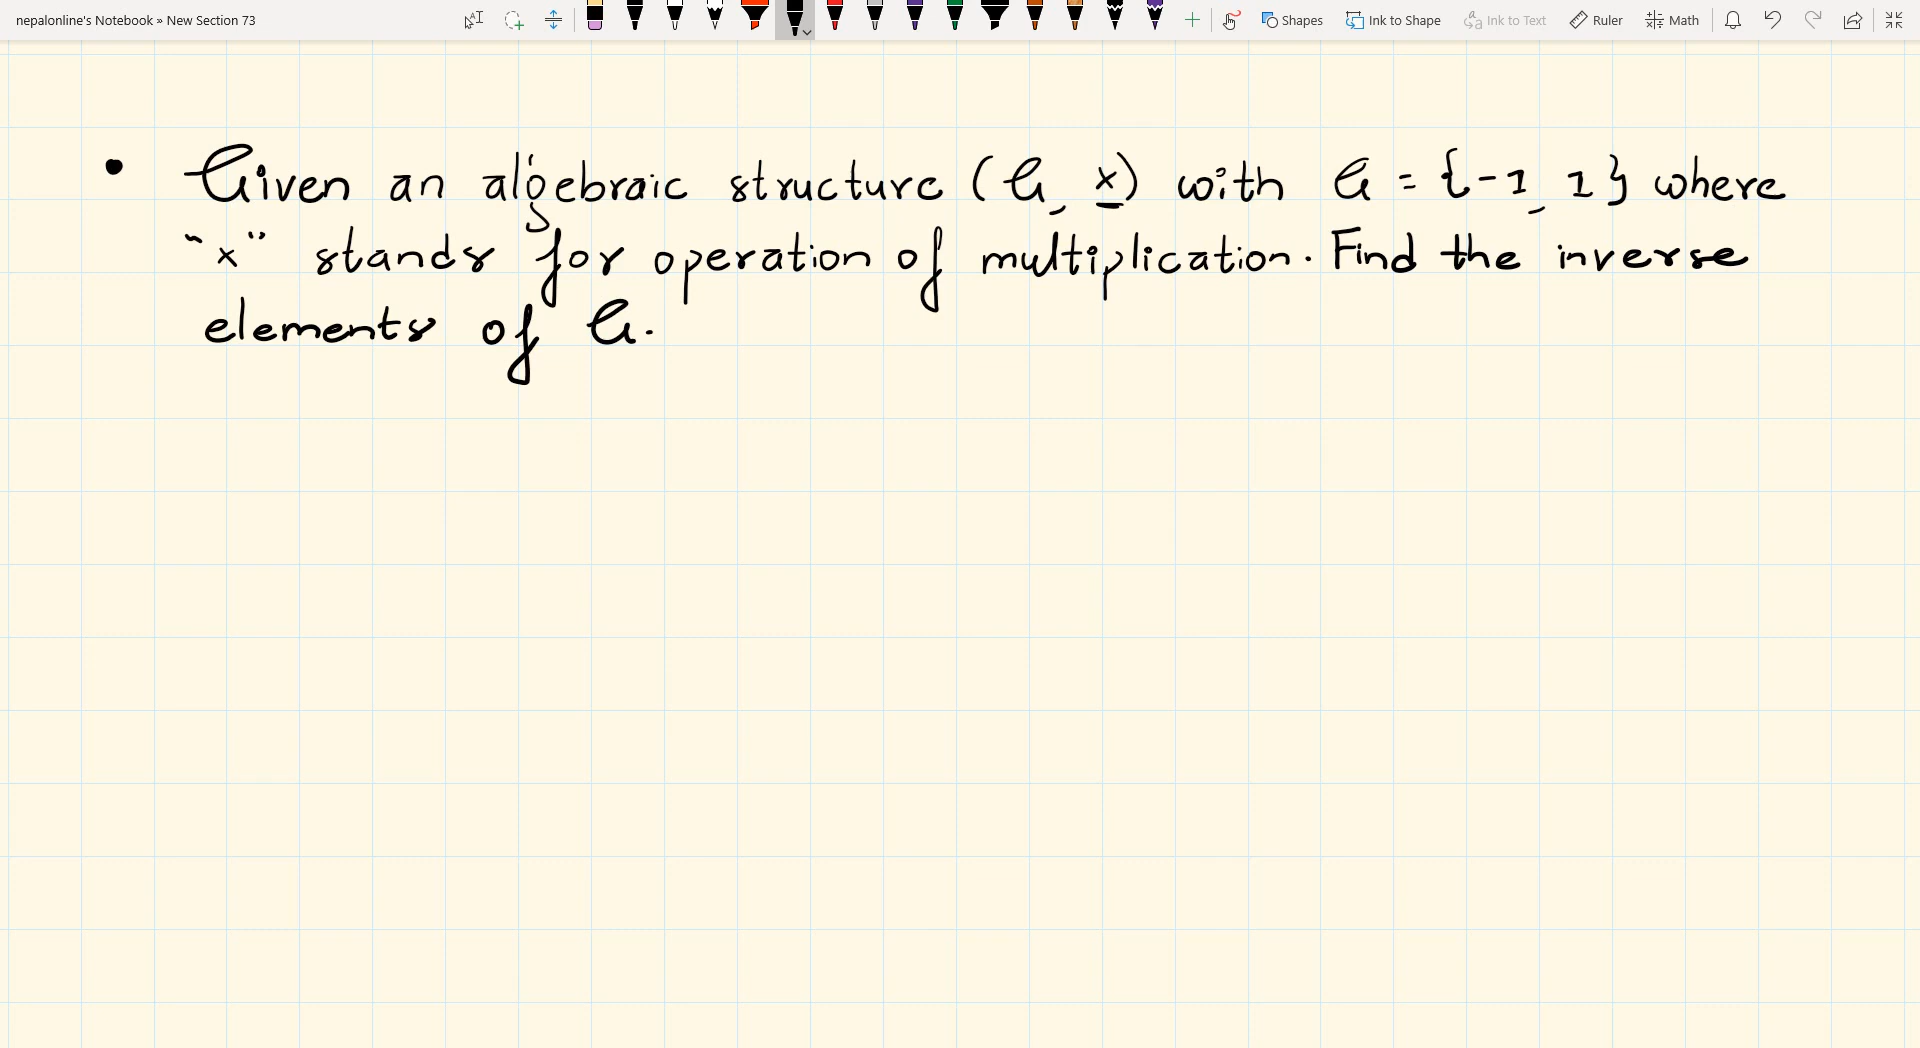 nepalonline's Notebook » New Section 73
Shapes Ink to Shape Ink to Text Ruler Math
• Given an algebraic structure (G, x) with G = {-1, 1} where
"x" stands for operation of multiplication. Find the inverse
elements of G.